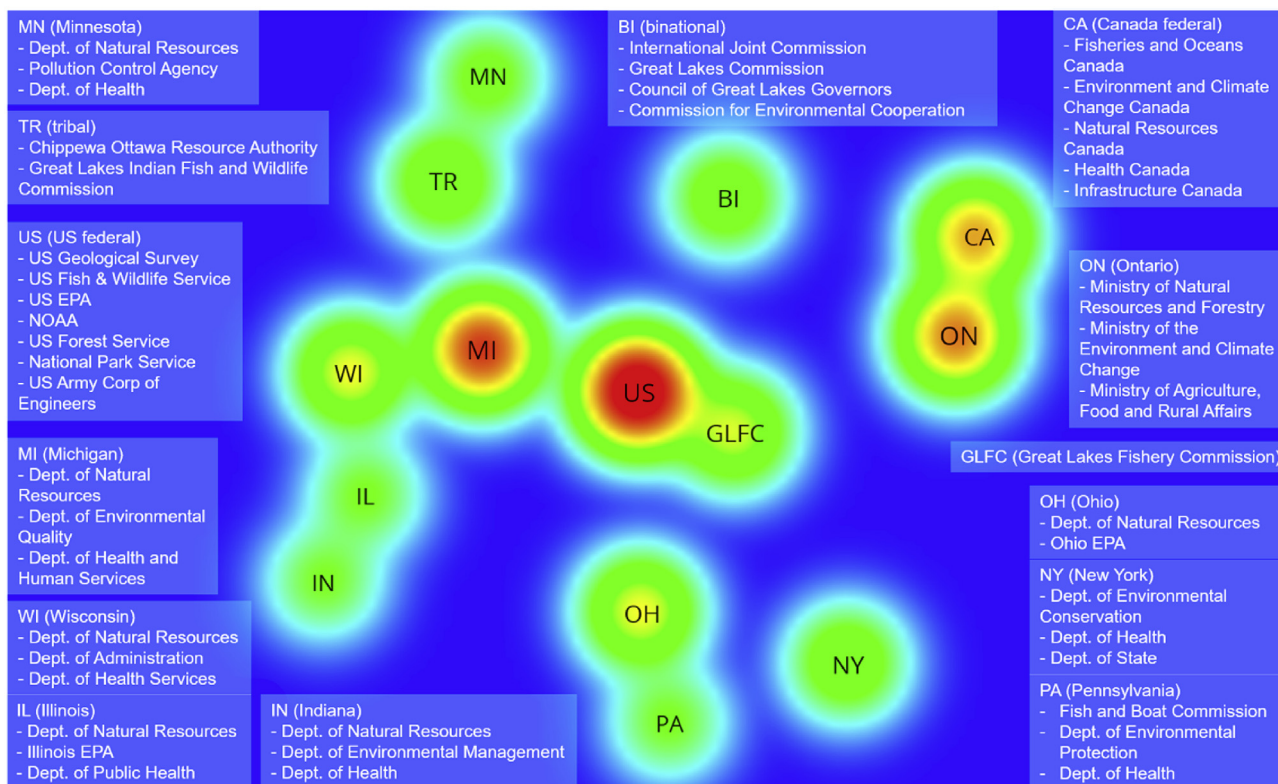 MN (Minnesota)
- Dept. of Natural Resources
- Pollution Control Agency
- Dept. of Health
TR (tribal)
- Chippewa Ottawa Resource Authority
- Great Lakes Indian Fish and Wildlife
Commission
US (US federal)
- US Geological Survey
- US Fish & Wildlife Service
- US EPA
- NOAA
- US Forest Service
- National Park Service
- US Army Corp of
Engineers
MI (Michigan)
- Dept. of Natural
Resources
- Dept. of Environmental
Quality
- Dept. of Health and
Human Services
WI (Wisconsin)
- Dept. of Natural Resources
- Dept. of Administration
- Dept. of Health Services
IL (Illinois)
- Dept. of Natural Resources
- Illinois EPA
- Dept. of Public Health
IN (Indiana)
- Dept. of Natural Resources
- Dept. of Environmental Management
- Dept. of Health
BI (binational)
- International Joint Commission
- Great Lakes Commission
- Council of Great Lakes Governors
- Commission for Environmental Cooperation
MN
TR
BI
CA
ON
WI
MI
US
GLFC
IL
IN
OH
NY
PA
CA (Canada federal)
- Fisheries and Oceans
Canada
- Environment and Climate
Change Canada
- Natural Resources
Canada
- Health Canada
- Infrastructure Canada
ON (Ontario)
- Ministry of Natural
Resources and Forestry
- Ministry of the
Environment and Climate
Change
- Ministry of Agriculture,
Food and Rural Affairs
GLFC (Great Lakes Fishery Commission)
OH (Ohio)
- Dept. of Natural Resources
- Ohio EPA
NY (New York)
- Dept. of Environmental
Conservation
- Dept. of Health
- Dept. of State
PA (Pennsylvania)
- Fish and Boat Commission
- Dept. of Environmental
Protection
- Dept. of Health